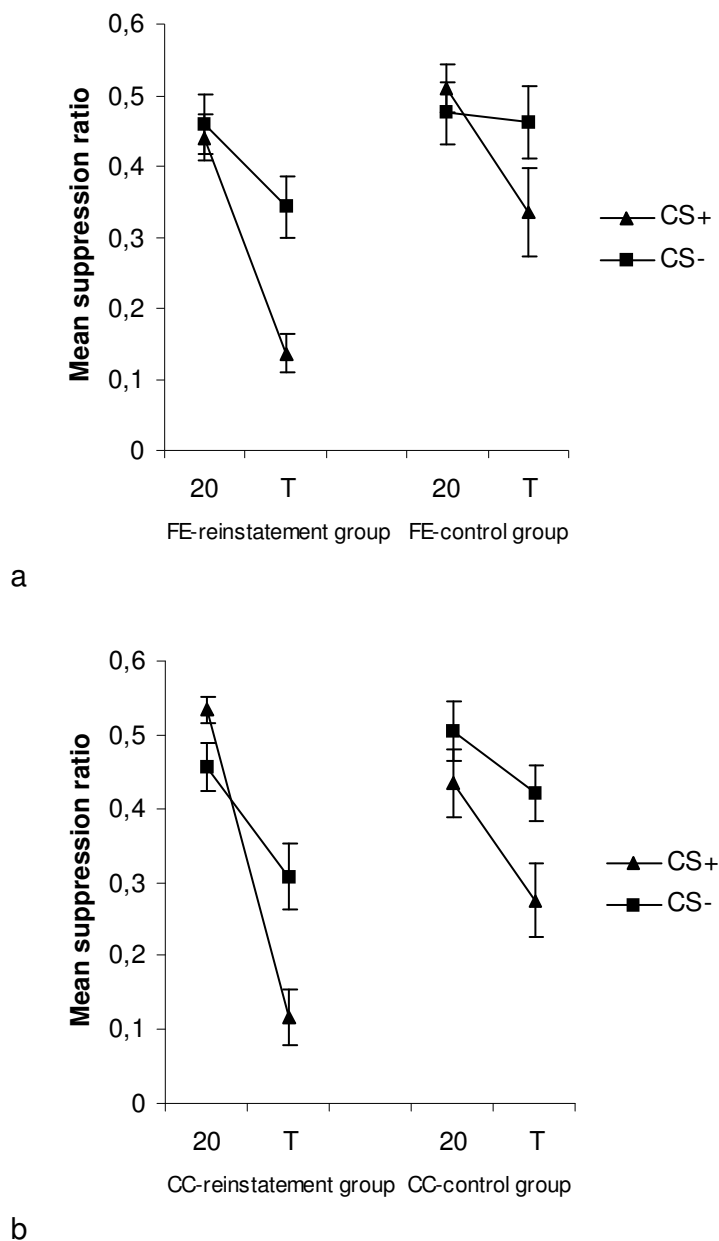 0,6
0,5
0,4
0,3
0,2
0,1
0
Mean suppression ratio
CS+
CS-
20 T 20 T
FE-reinstatement group FE-control group
a
0,6
0,5
0,4
0,3
0,2
0,1
0
Mean suppression ratio
CS+
CS-
20 T 20 T
CC-reinstatement group CC-control group
b